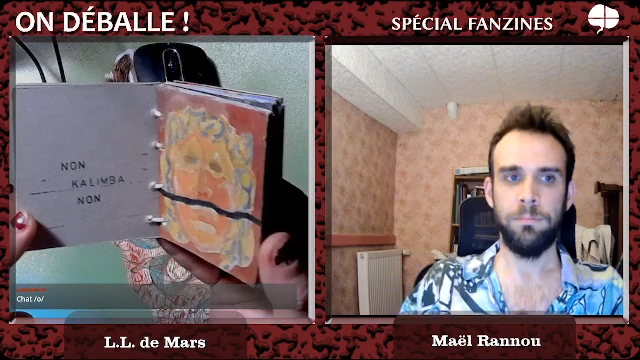 ON DÉBALLE !
SPÉCIAL FANZINES
NON
KALIMBA
NON
Chat /o/
L.L. de Mars
Maël Rannou